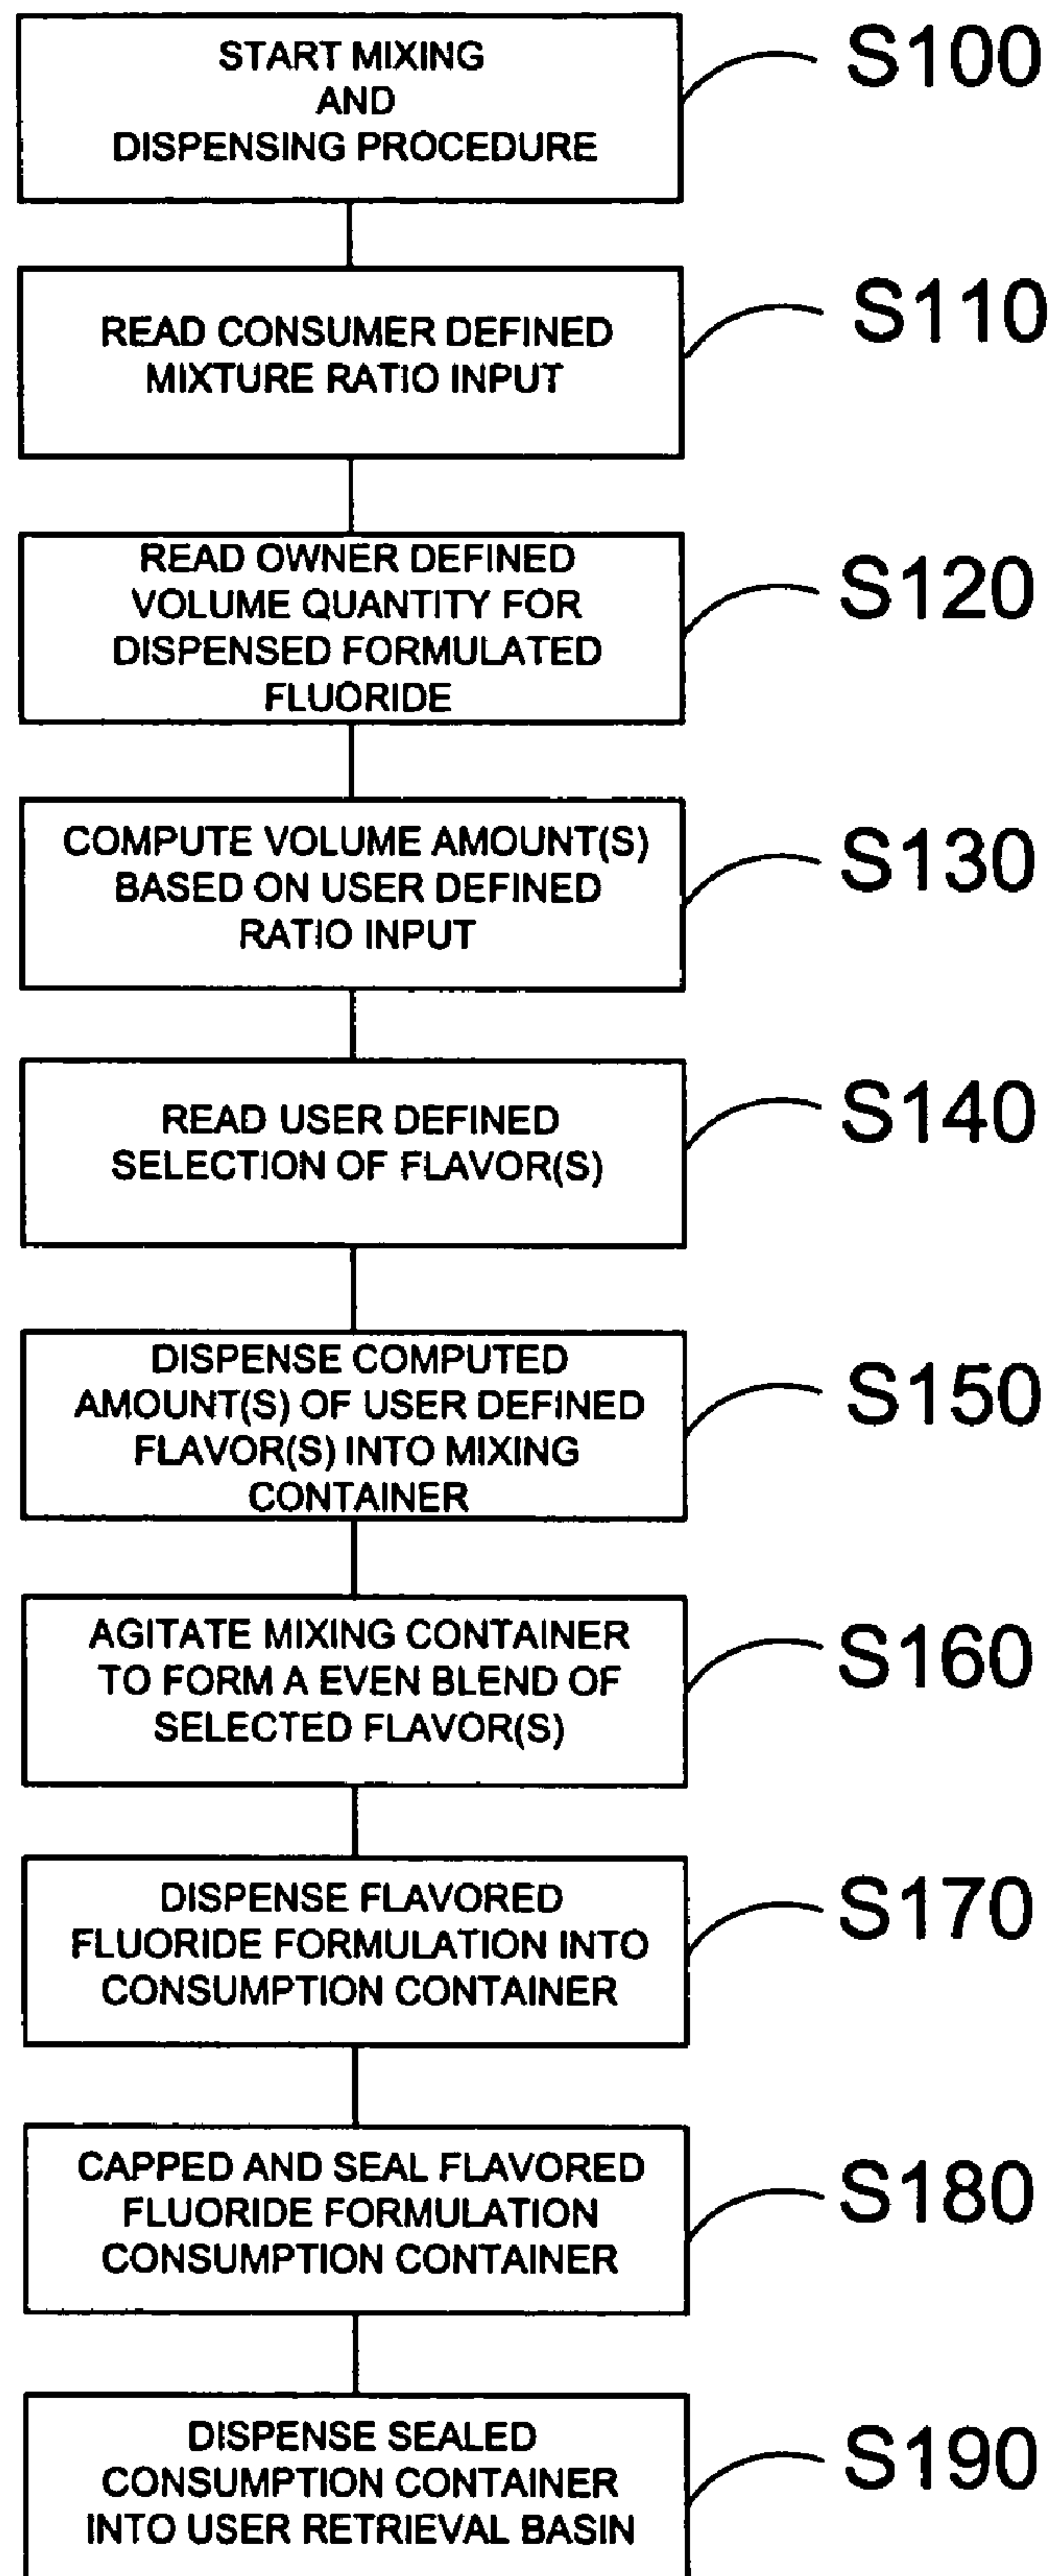 START MIXING
AND
DISPENSING PROCEDURE
S100
READ CONSUMER DEFINED
MIXTURE RATIO INPUT
S110
READ OWNER DEFINED
VOLUME QUANTITY FOR
DISPENSED FORMULATED
FLUORIDE
S120
COMPUTE VOLUME AMOUNT(S)
BASED ON USER DEFINED
RATIO INPUT
S130
READ USER DEFINED
SELECTION OF FLAVOR(S)
S140
DISPENSE COMPUTED
AMOUNT(S) OF USER DEFINED
FLAVOR(S) INTO MIXING
CONTAINER
S150
AGITATE MIXING CONTAINER
TO FORM A EVEN BLEND OF
SELECTED FLAVOR(S)
S160
DISPENSE FLAVORED
FLUORIDE FORMULATION INTO
CONSUMPTION CONTAINER
S170
CAPPED AND SEAL FLAVORED
FLUORIDE FORMULATION
CONSUMPTION CONTAINER
S180
DISPENSE SEALED
CONSUMPTION CONTAINER
INTO USER RETRIEVAL BASIN
S190